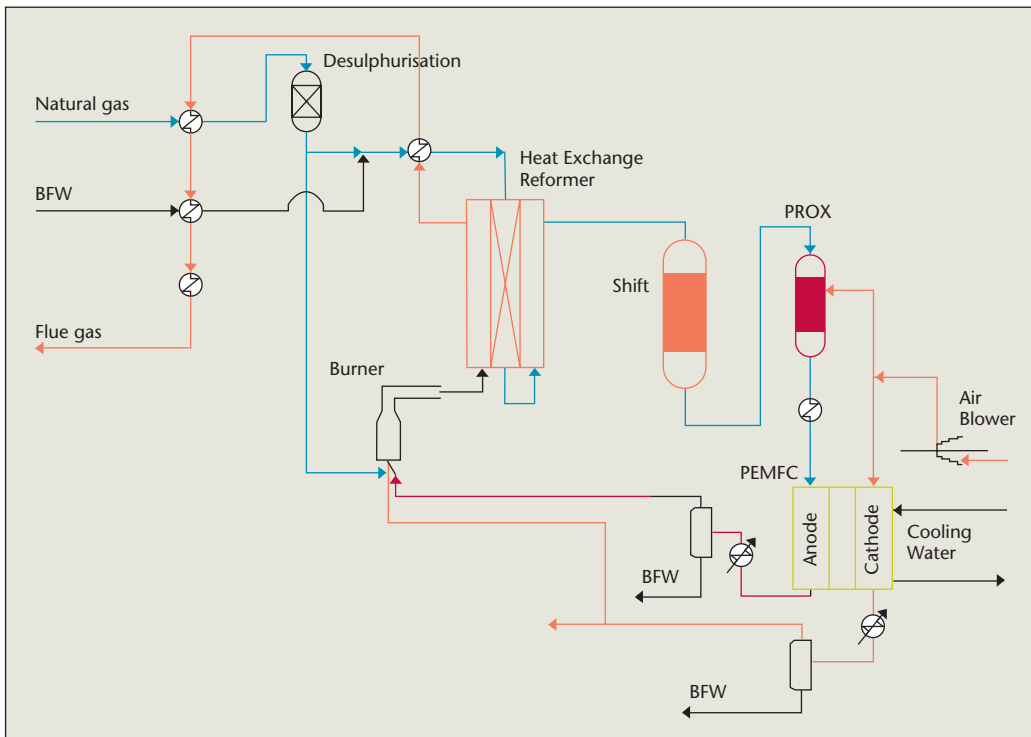 Desulphurisation
Natural gas
Heat Exchange
Reformer
BFW
PROX
Shift
Flue gas
Burner
Air
Blower
PEMFC
Anode
Cathode
Cooling
Water
BFW
BFW